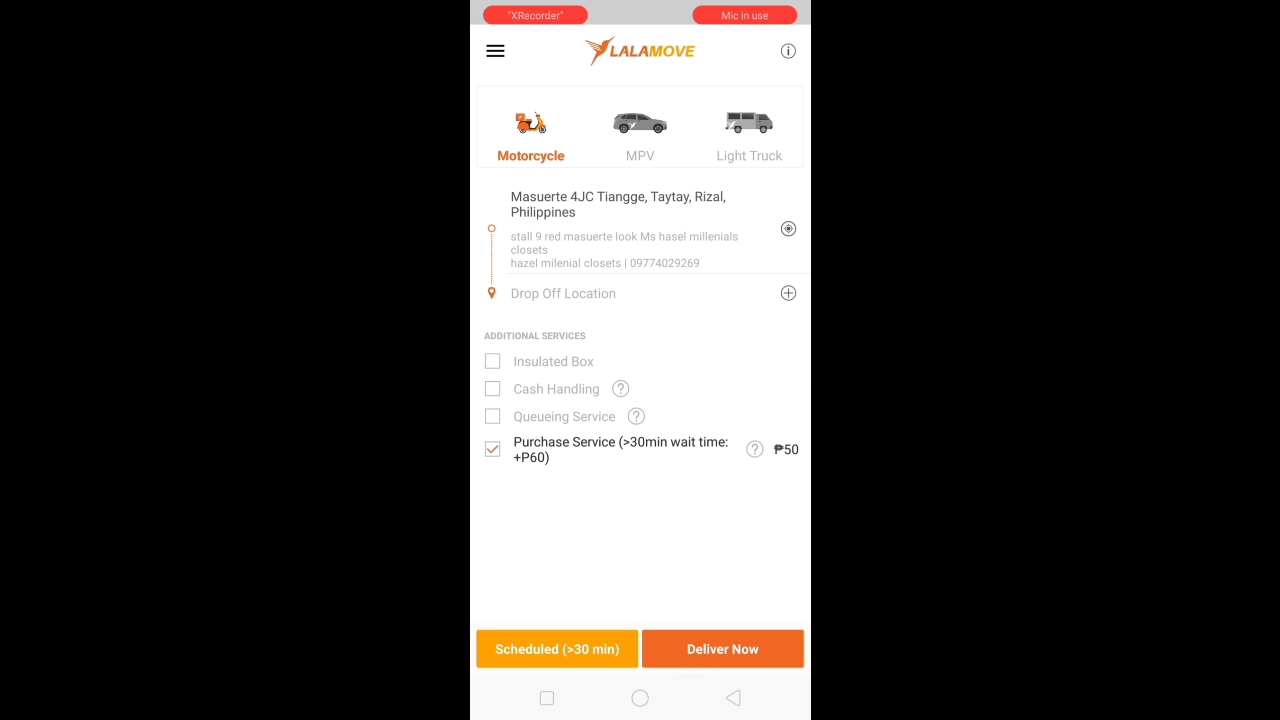 "XRecorder"
Mic in use
LALAMOVE
Motorcycle
MPV
Light Truck
Masuerte 4JC Tiangge, Taytay, Rizal,
Philippines
stall 9 red masuerte look Ms hasel millenials
closets
hazel milenial closets | 09774029269
Drop Off Location
ADDITIONAL SERVICES
Insulated Box
Cash Handling ?
Queueing Service ?
Purchase Service (>30min wait time:
+P60) ? ₱50
Scheduled (>30 min)
Deliver Now